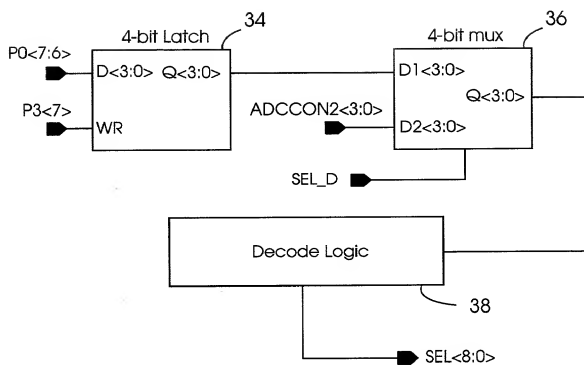 4-bit Latch
34
4-bit mux
36
P0<7:6>
D<3:0> Q<3:0>
D1<3:0>
Q<3:0>
P3<7>
WR
ADCCON2<3:0>
D2<3:0>
SEL_D
Decode Logic
38
SEL<8:0>